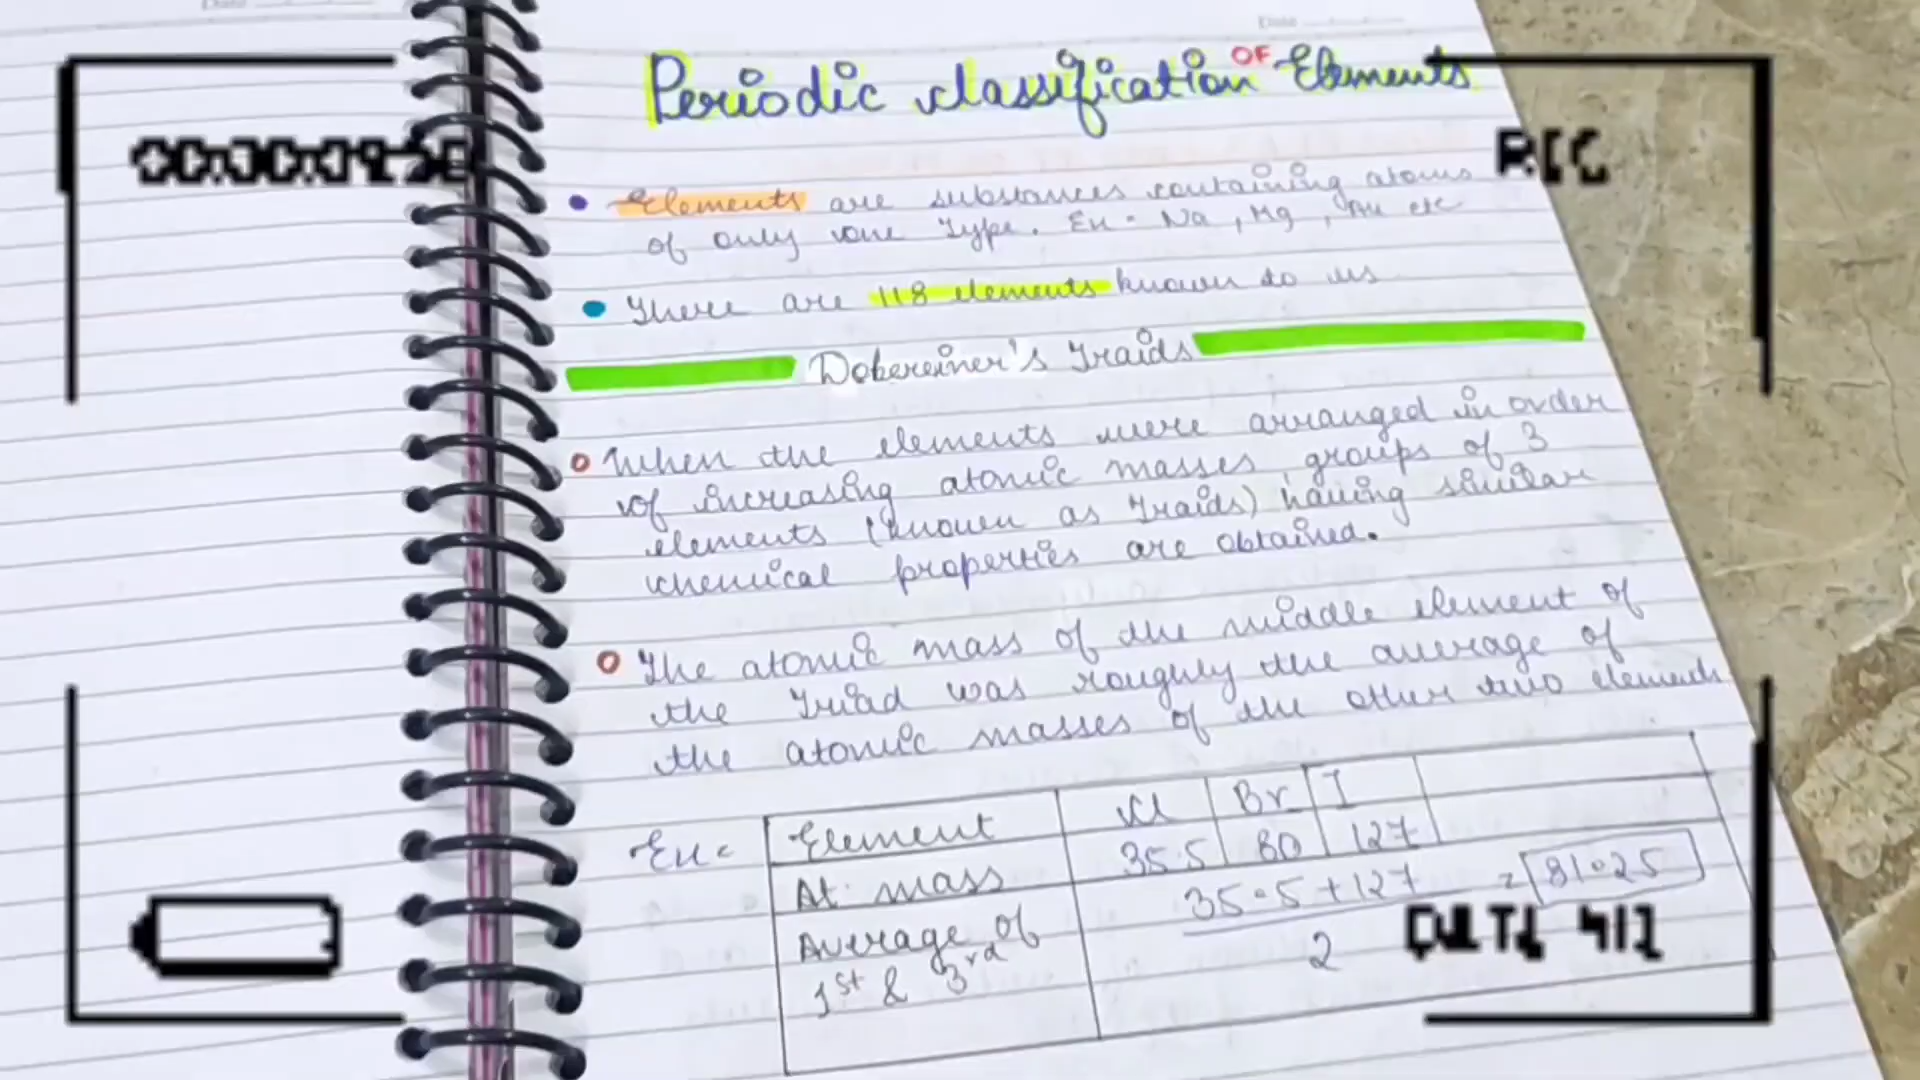 Periodic classification OF Elements
• Elements are substances containing atoms
of only one Type. Ex- Na, Mg, Au etc
• There are 118 elements known to us
Dobereiner's Traids
When the elements were arranged in order
of increasing atomic masses, groups of 3
elements (known as Traids) having similar
chemical properties are obtained.
The atomic mass of the middle element of
the Triad was roughly the average of
the atomic masses of the other two elements
Ex- Element Cl Br I
At. mass 35.5 80 127
Average of 1st & 3rd 35.5+127 / 2 = 81.25
REC